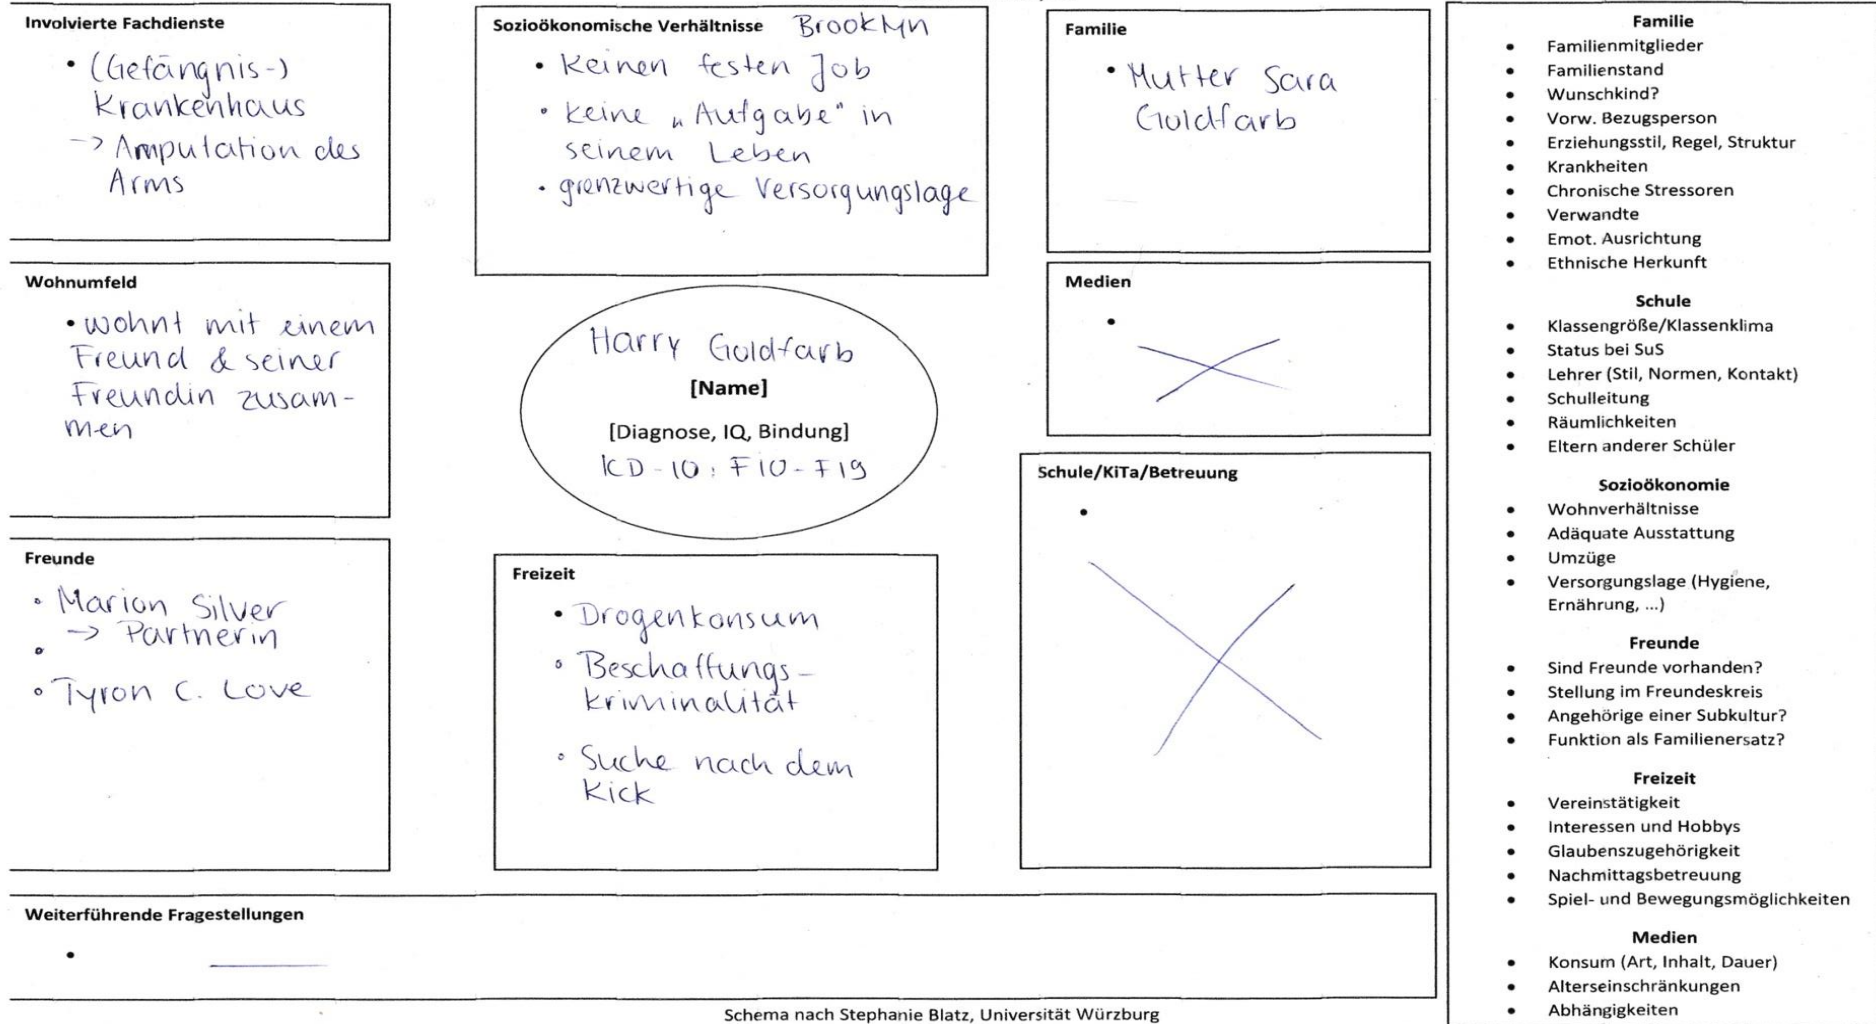 Involvierte Fachdienste
• (Gefängnis-)
Krankenhaus
-> Amputation des
Arms
Sozioökonomische Verhältnisse Brooklyn
• Keinen festen Job
• Keine „Aufgabe" in
seinem Leben
• grenzwertige Versorgungslage
Familie
• Mutter Sara
Goldfarb
Wohnumfeld
• wohnt mit einem
Freund & seiner
Freundin zusam-
men
Harry Goldfarb
[Name]
[Diagnose, IQ, Bindung]
ICD-10: F10-F19
Medien
•
Schule/KiTa/Betreuung
•
Freunde
• Marion Silver
-> Partnerin
•
• Tyron C. Love
Freizeit
• Drogenkonsum
• Beschaffungs-
kriminalität
• Suche nach dem
Kick
Weiterführende Fragestellungen
•
Schema nach Stephanie Blatz, Universität Würzburg
Familie
• Familienmitglieder
• Familienstand
• Wunschkind?
• Vorw. Bezugsperson
• Erziehungsstil, Regel, Struktur
• Krankheiten
• Chronische Stressoren
• Verwandte
• Emot. Ausrichtung
• Ethnische Herkunft
Schule
• Klassengröße/Klassenklima
• Status bei SuS
• Lehrer (Stil, Normen, Kontakt)
• Schulleitung
• Räumlichkeiten
• Eltern anderer Schüler
Sozioökonomie
• Wohnverhältnisse
• Adäquate Ausstattung
• Umzüge
• Versorgungslage (Hygiene,
Ernährung, ...)
Freunde
• Sind Freunde vorhanden?
• Stellung im Freundeskreis
• Angehörige einer Subkultur?
• Funktion als Familienersatz?
Freizeit
• Vereinstätigkeit
• Interessen und Hobbys
• Glaubenszugehörigkeit
• Nachmittagsbetreuung
• Spiel- und Bewegungsmöglichkeiten
Medien
• Konsum (Art, Inhalt, Dauer)
• Alterseinschränkungen
• Abhängigkeiten